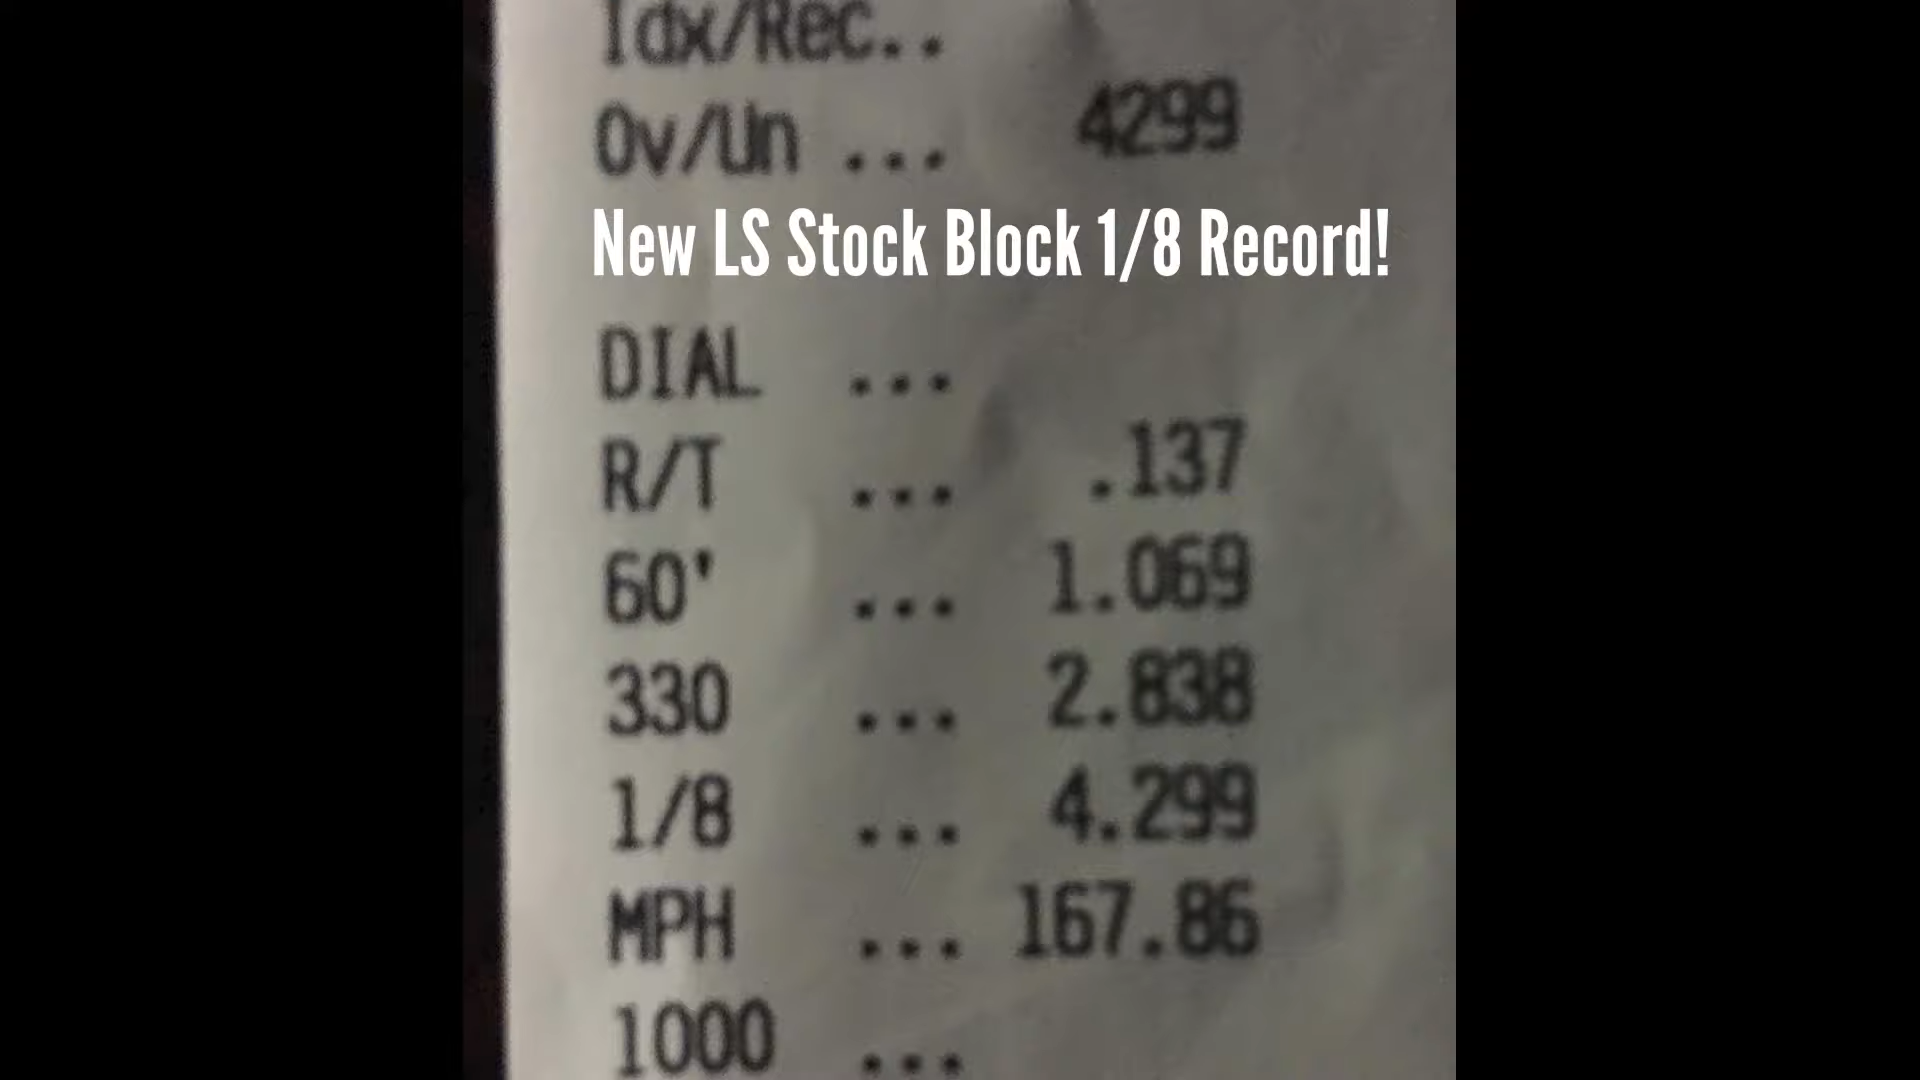 Idx/Rec..
Ov/Un ... 4299
New LS Stock Block 1/8 Record!
DIAL ...
R/T ... .137
60' ... 1.069
330 ... 2.838
1/8 ... 4.299
MPH ... 167.86
1000 ...